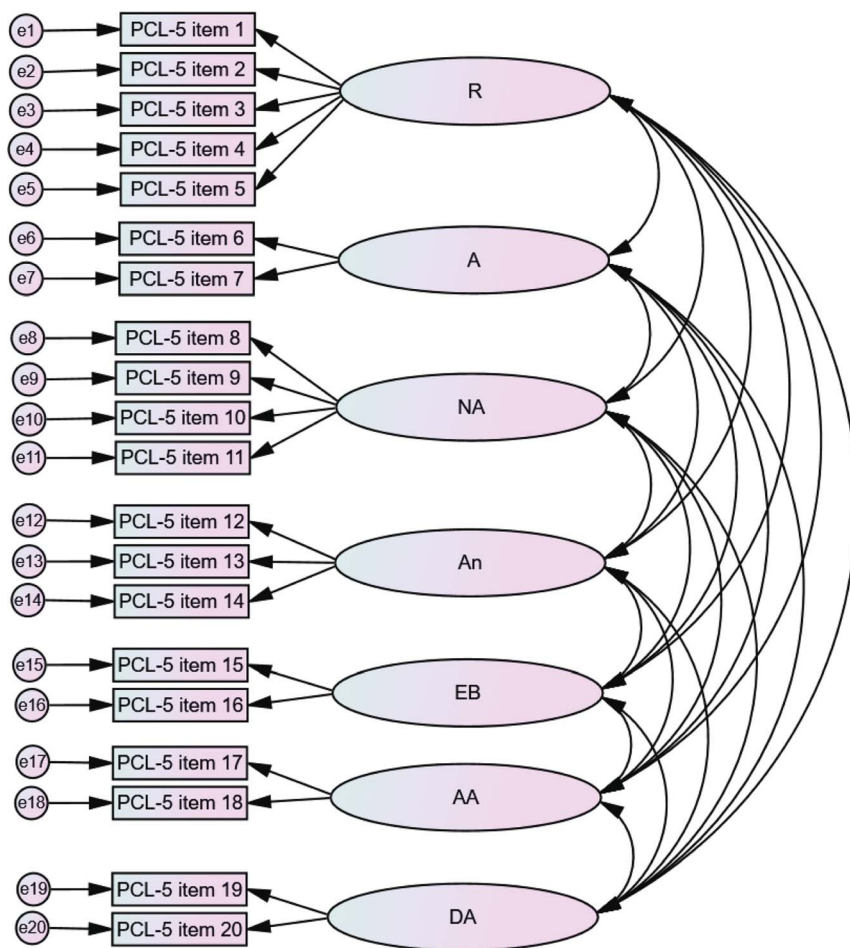 e1 PCL-5 item 1
e2 PCL-5 item 2
R
e3 PCL-5 item 3
e4 PCL-5 item 4
e5 PCL-5 item 5
e6 PCL-5 item 6
A
e7 PCL-5 item 7
e8 PCL-5 item 8
e9 PCL-5 item 9
NA
e10 PCL-5 item 10
e11 PCL-5 item 11
e12 PCL-5 item 12
e13 PCL-5 item 13
An
e14 PCL-5 item 14
e15 PCL-5 item 15
EB
e16 PCL-5 item 16
e17 PCL-5 item 17
AA
e18 PCL-5 item 18
e19 PCL-5 item 19
DA
e20 PCL-5 item 20